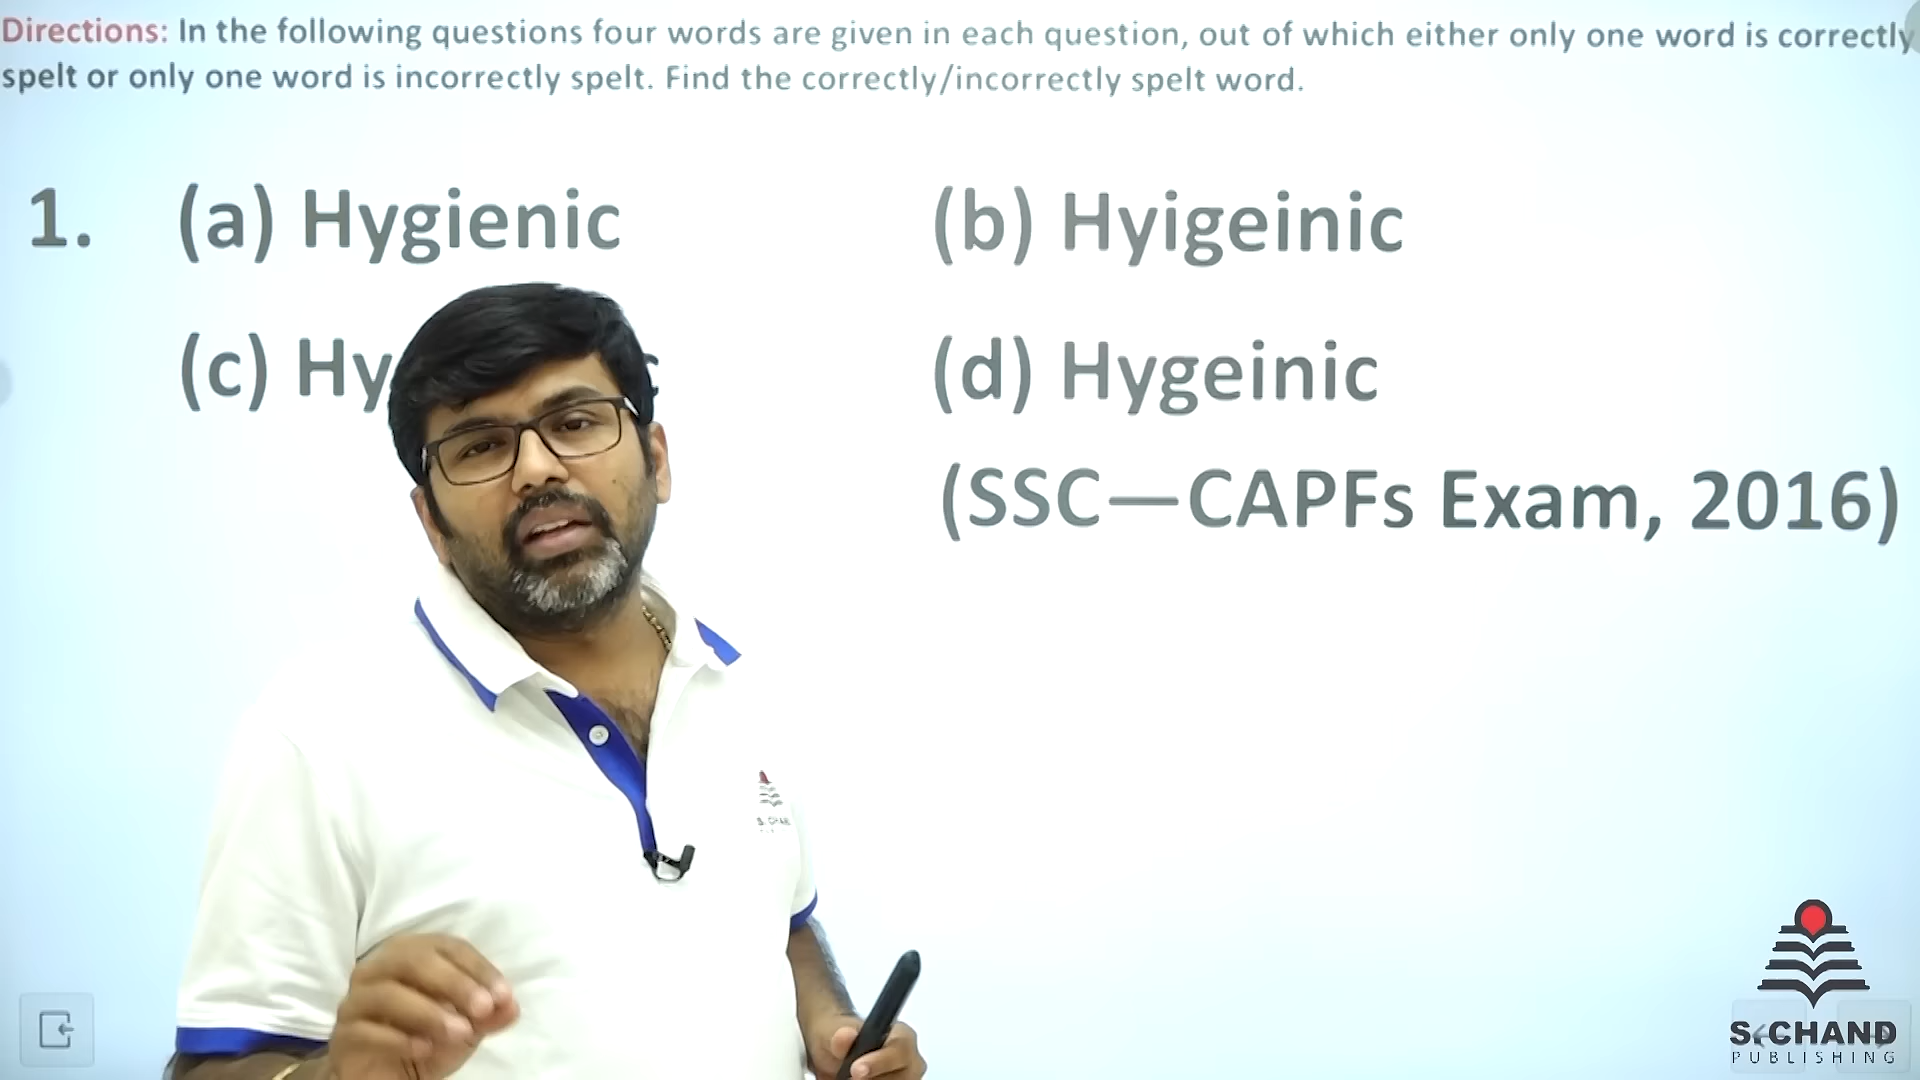 Directions: In the following questions four words are given in each question, out of which either only one word is correctly
spelt or only one word is incorrectly spelt. Find the correctly/incorrectly spelt word.
1. (a) Hygienic (b) Hyigeinic
(c) (d) Hygeinic
(SSC—CAPFs Exam, 2016)
S. CHAND
PUBLISHING